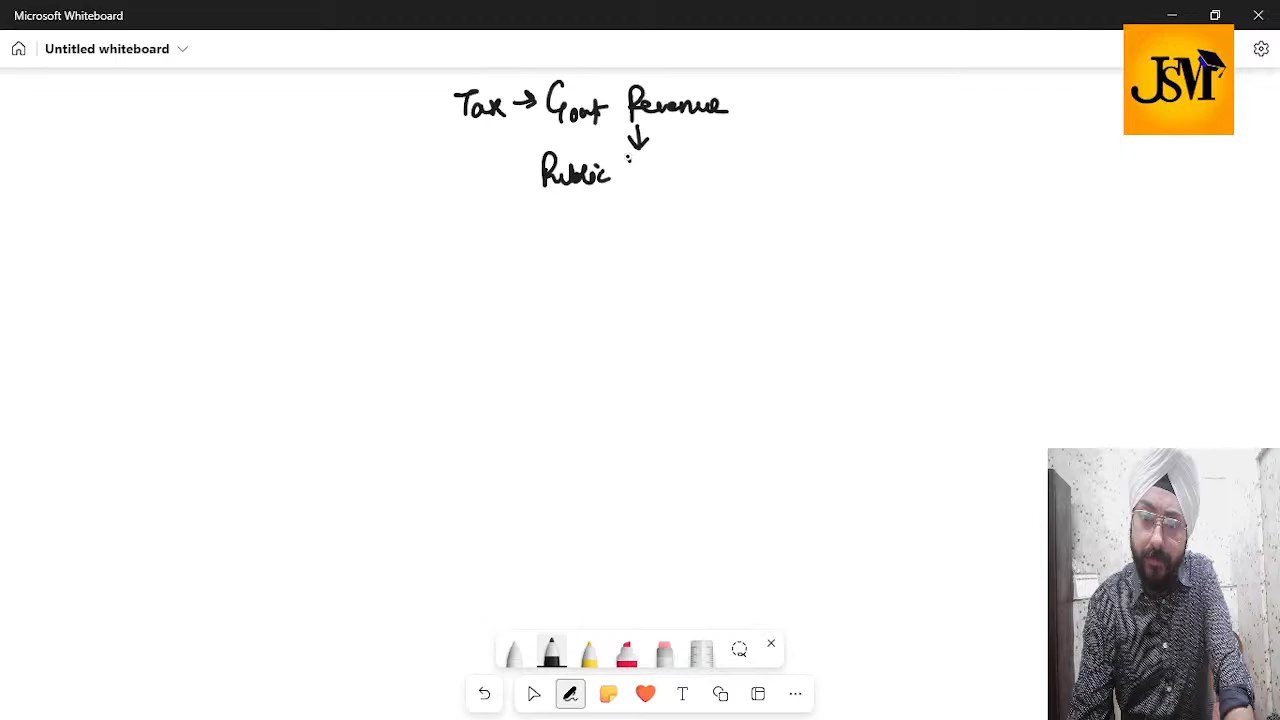 Microsoft Whiteboard
Untitled whiteboard
JSM
Tax → Govt Revenue
↓
Public
T